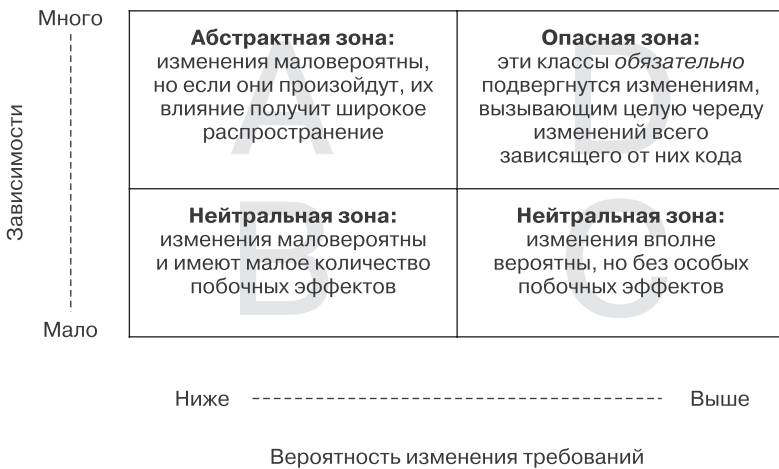 Много
Зависимости
Мало
A
Абстрактная зона:
изменения маловероятны,
но если они произойдут, их
влияние получит широкое
распространение
D
Опасная зона:
эти классы обязательно
подвергнутся изменениям,
вызывающим целую череду
изменений всего
зависящего от них кода
B
Нейтральная зона:
изменения маловероятны
и имеют малое количество
побочных эффектов
C
Нейтральная зона:
изменения вполне
вероятны, но без особых
побочных эффектов
Ниже
Выше
Вероятность изменения требований